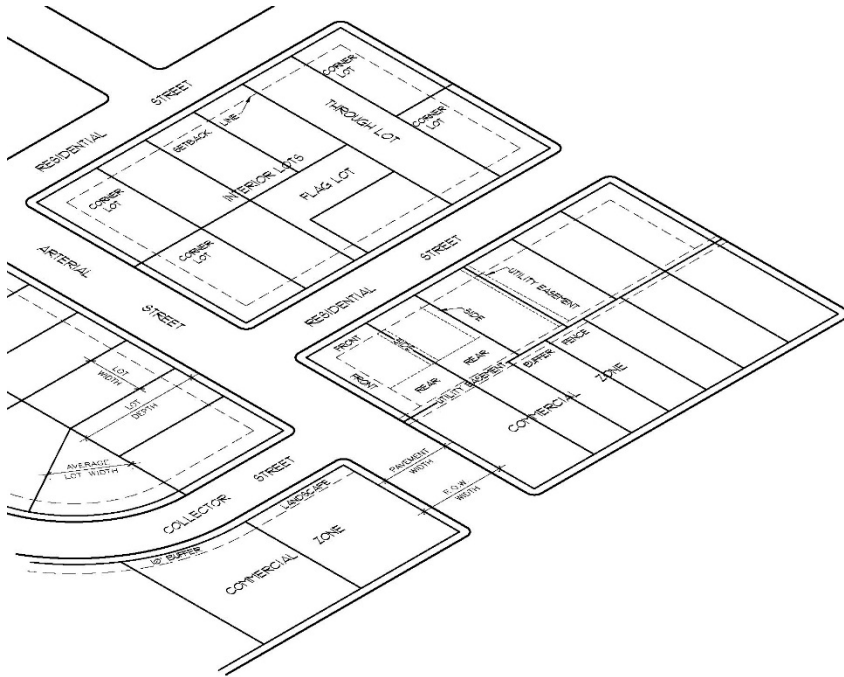 RESIDENTIAL STREET
CORNER
LOT
CORNER
LOT
THROUGH LOT
SETBACK
LINE
INTERIOR LOTS
FLAG LOT
CORNER
LOT
CORNER
LOT
ARTERIAL STREET
RESIDENTIAL STREET
UTILITY EASEMENT
SIDE
FRONT
FRONT
REAR
REAR
UTILITY EASEMENT
BUFFER FENCE
COMMERCIAL ZONE
LOT
WIDTH
LOT
DEPTH
AVERAGE
LOT WIDTH
COLLECTOR STREET
PAVEMENT
WIDTH
R.O.W
WIDTH
LANDSCAPE
10' BUFFER
COMMERCIAL ZONE